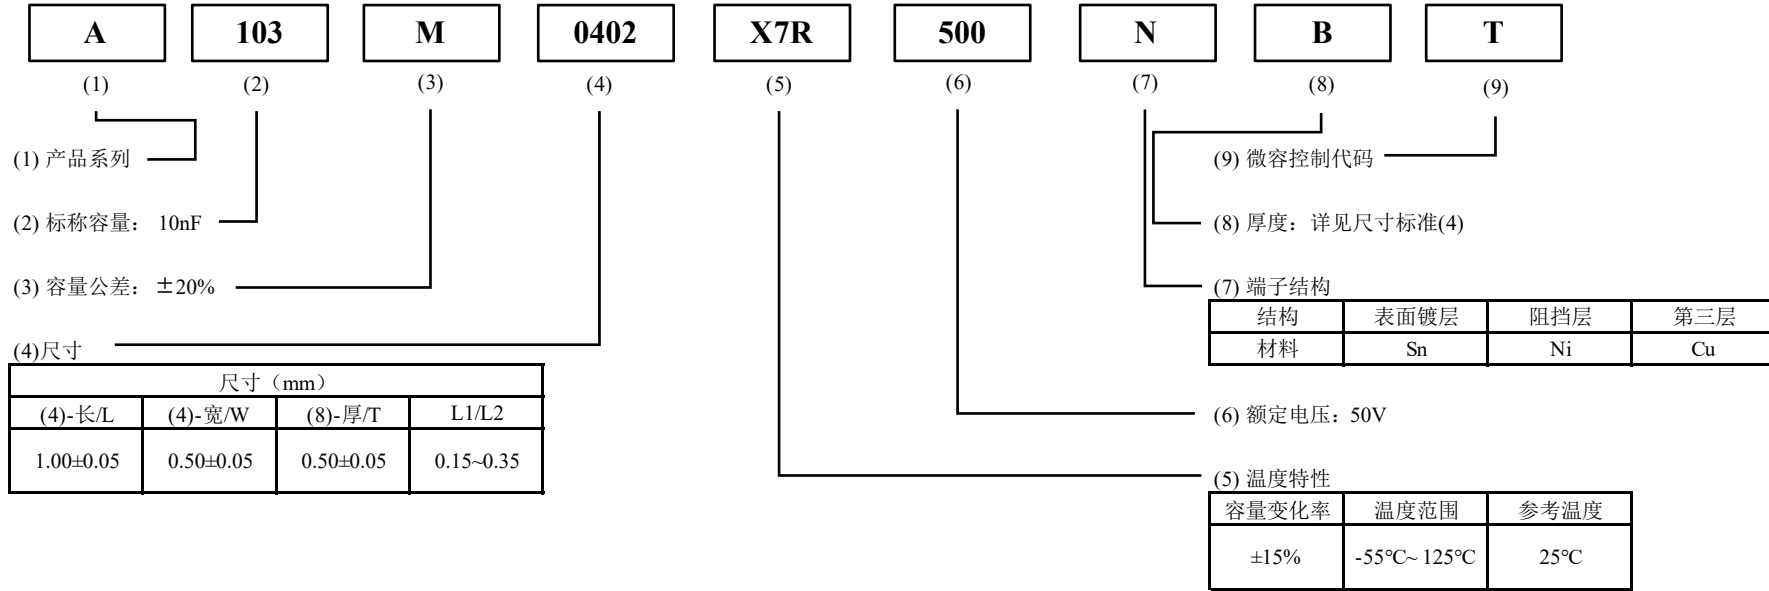 A 103 M 0402 X7R 500 N B T
(1) (2) (3) (4) (5) (6) (7) (8) (9)
(1) 产品系列
(9) 微容控制代码
(2) 标称容量： 10nF
(8) 厚度：详见尺寸标准(4)
(3) 容量公差： ±20%
(7) 端子结构
结构 表面镀层 阻挡层 第三层
材料 Sn Ni Cu
(4)尺寸
尺寸（mm）
(4)-长/L (4)-宽/W (8)-厚/T L1/L2
1.00±0.05 0.50±0.05 0.50±0.05 0.15~0.35
(6) 额定电压：50V
(5) 温度特性
容量变化率 温度范围 参考温度
±15% -55℃~ 125℃ 25℃